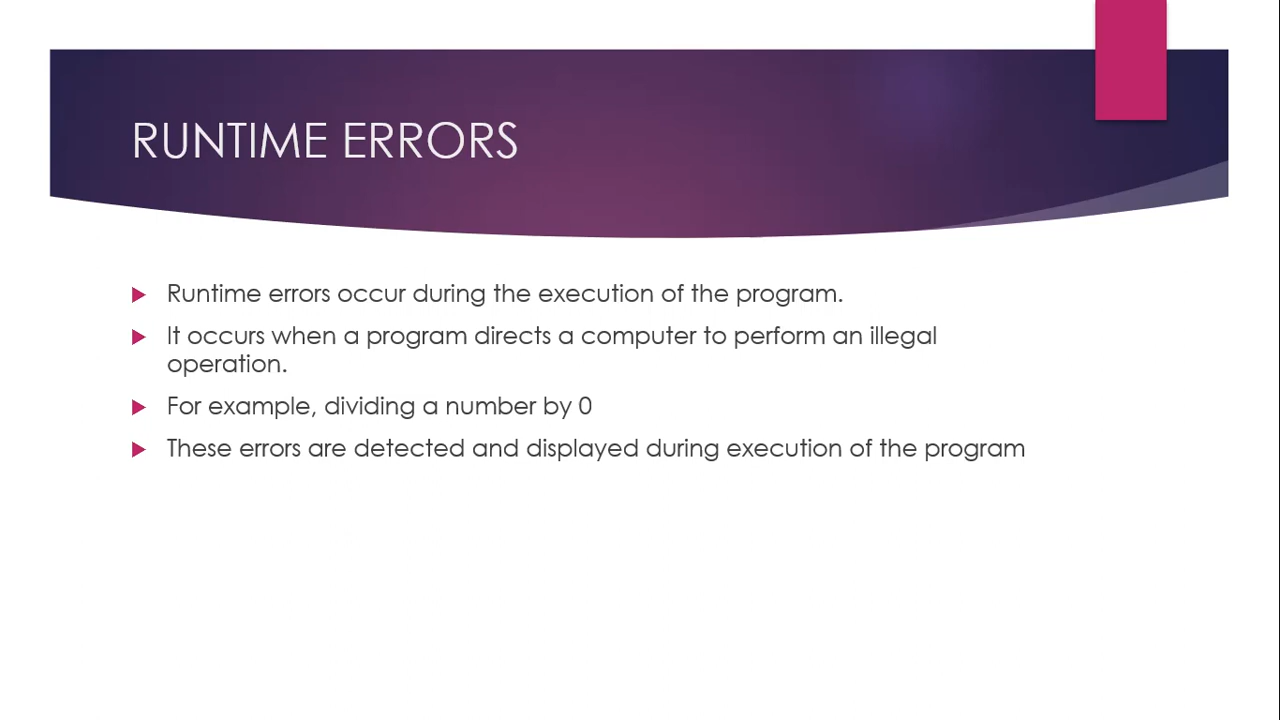 RUNTIME ERRORS
Runtime errors occur during the execution of the program.
It occurs when a program directs a computer to perform an illegal
operation.
For example, dividing a number by 0
These errors are detected and displayed during execution of the program